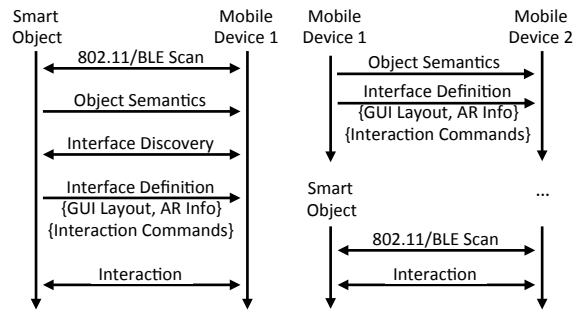 Smart
Object
Mobile
Device 1
802.11/BLE Scan
Object Semantics
Interface Discovery
Interface Definition
{GUI Layout, AR Info}
{Interaction Commands}
Interaction
Mobile
Device 1
Mobile
Device 2
Object Semantics
Interface Definition
{GUI Layout, AR Info}
{Interaction Commands}
Smart
Object
...
802.11/BLE Scan
Interaction